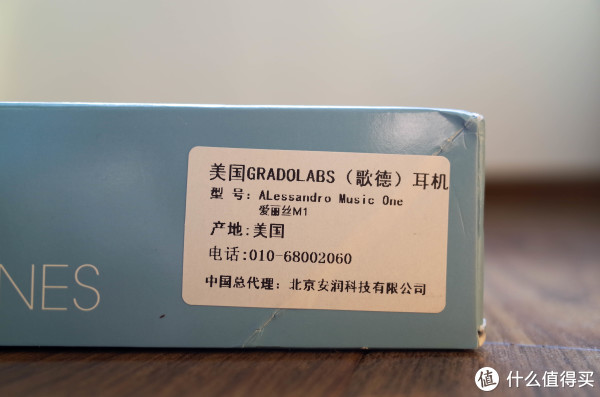 美国GRADOLABS（歌德）耳机
型 号：ALessandro Music One
爱丽丝M1
产地:美国
电话:010-68002060
中国总代理：北京安润科技有限公司
NES
值 什么值得买